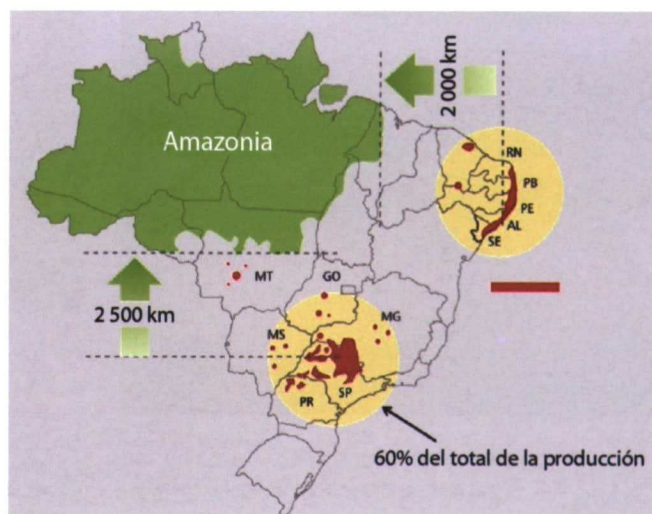 2 000 km
Amazonia
RN
PB
PE
AL
SE
MT
GO
2 500 km
MG
MS
SP
PR
60% del total de la producción